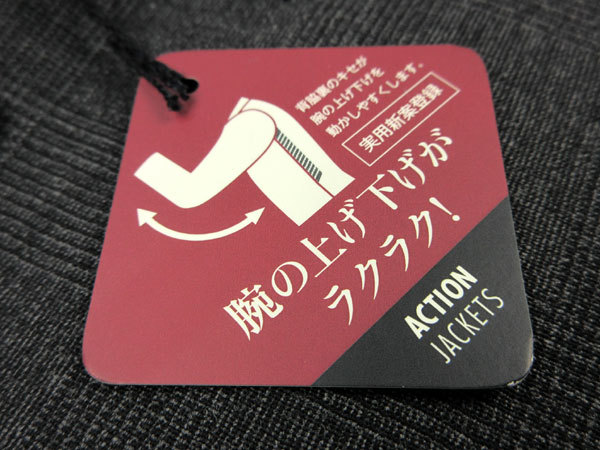 背脇裏のキセが
腕の上げ下げを
動かしやすくします。
実用新案登録
腕の上げ下げが
ラクラク!
ACTION
JACKETS